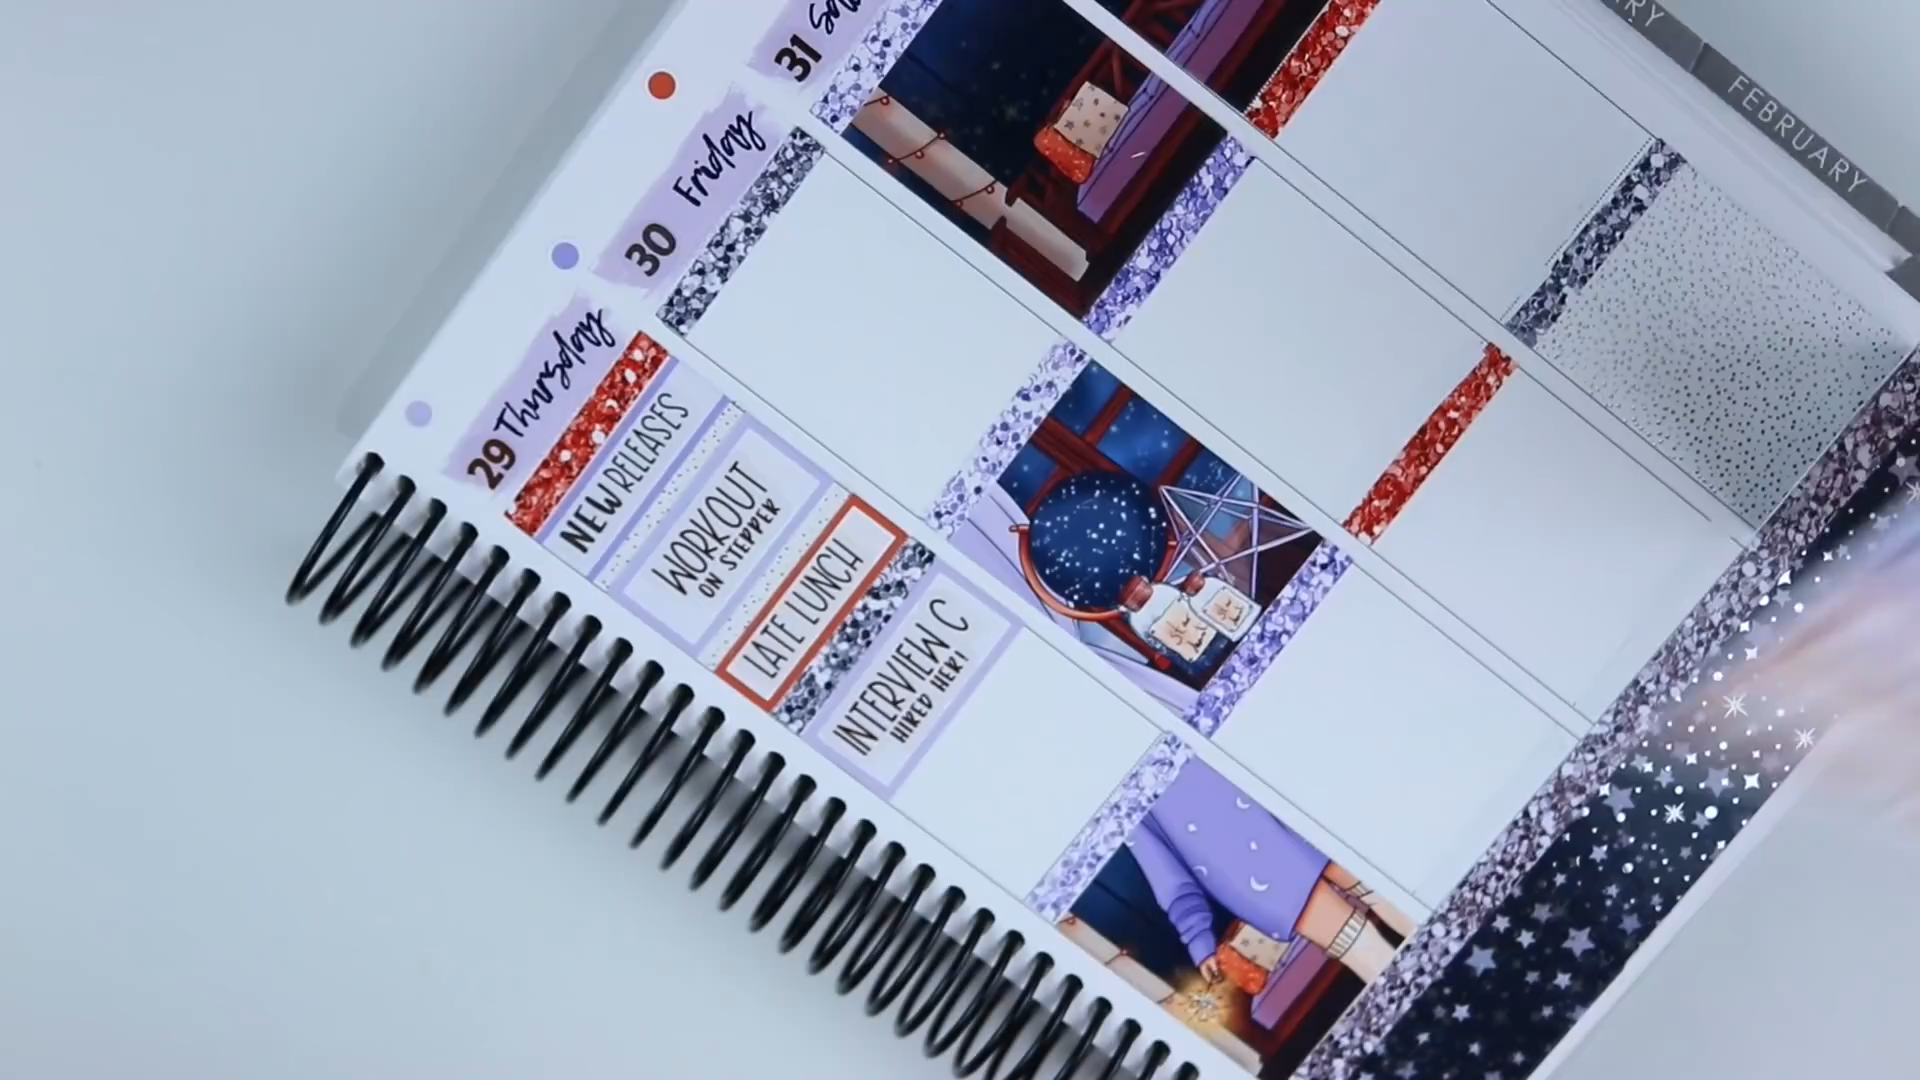 29 Thursday
NEW RELEASES
WORKOUT
ON STEPPER
LATE LUNCH
INTERVIEW C
HIRED HER!
30 Friday
31
FEBRUARY